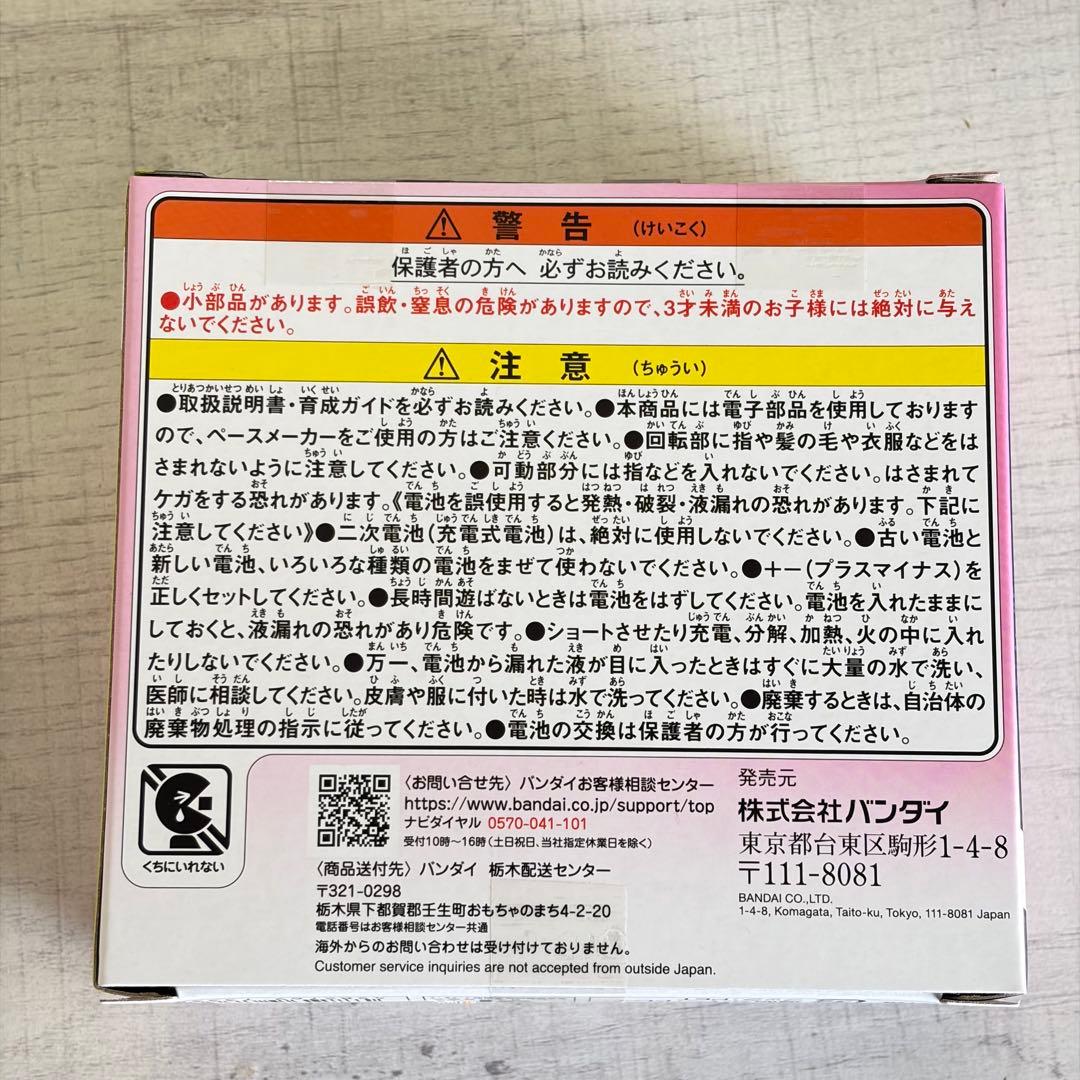 ⚠ 警告 (けいこく)
保護者の方へ 必ずお読みください。
●小部品があります。誤飲・窒息の危険がありますので、3才未満のお子様には絶対に与え
ないでください。
⚠ 注意 (ちゅうい)
●取扱説明書・育成ガイドを必ずお読みください。●本商品には電子部品を使用しております
ので、ペースメーカーをご使用の方はご注意ください。●回転部に指や髪の毛や衣服などをは
さまれないように注意してください。●可動部分には指などを入れないでください。はさまれて
ケガをする恐れがあります。《電池を誤使用すると発熱・破裂・液漏れの恐れがあります。下記に
注意してください》●二次電池(充電式電池)は、絶対に使用しないでください。●古い電池と
新しい電池、いろいろな種類の電池をまぜて使わないでください。●+−(プラスマイナス)を
正しくセットしてください。●長時間遊ばないときは電池をはずしてください。電池を入れたままに
しておくと、液漏れの恐れがあり危険です。●ショートさせたり充電、分解、加熱、火の中に入れ
たりしないでください。●万一、電池から漏れた液が目に入ったときはすぐに大量の水で洗い、
医師に相談してください。皮膚や服に付いた時は水で洗ってください。●廃棄するときは、自治体の
廃棄物処理の指示に従ってください。●電池の交換は保護者の方が行ってください。
くちにいれない
〈お問い合せ先〉バンダイお客様相談センター
https://www.bandai.co.jp/support/top
ナビダイヤル 0570-041-101
受付10時〜16時(土日祝日、当社指定休業日を除く)
〈商品送付先〉バンダイ 栃木配送センター
〒321-0298
栃木県下都賀郡壬生町おもちゃのまち4-2-20
電話番号はお客様相談センター共通
海外からのお問い合わせは受け付けておりません。
Customer service inquiries are not accepted from outside Japan.
発売元
株式会社バンダイ
東京都台東区駒形1-4-8
〒111-8081
BANDAI CO.,LTD.
1-4-8, Komagata, Taito-ku, Tokyo, 111-8081 Japan